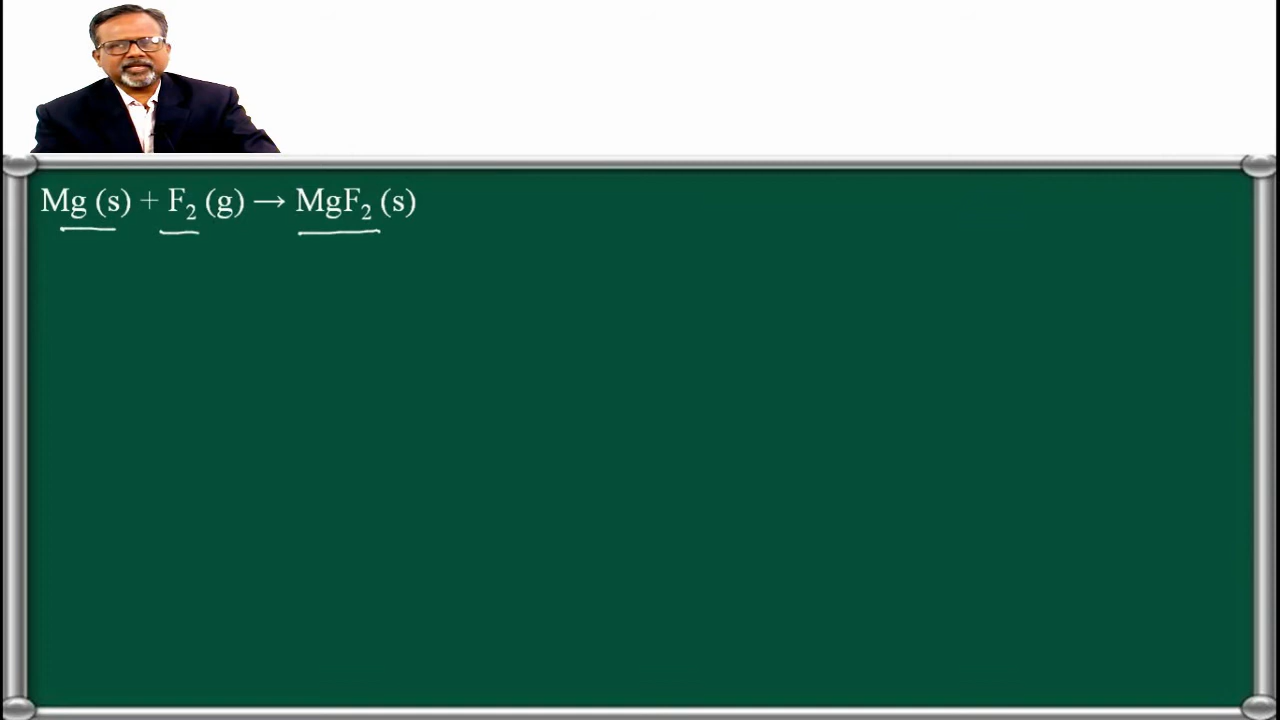 Mg (s) + F₂ (g) → MgF₂ (s)